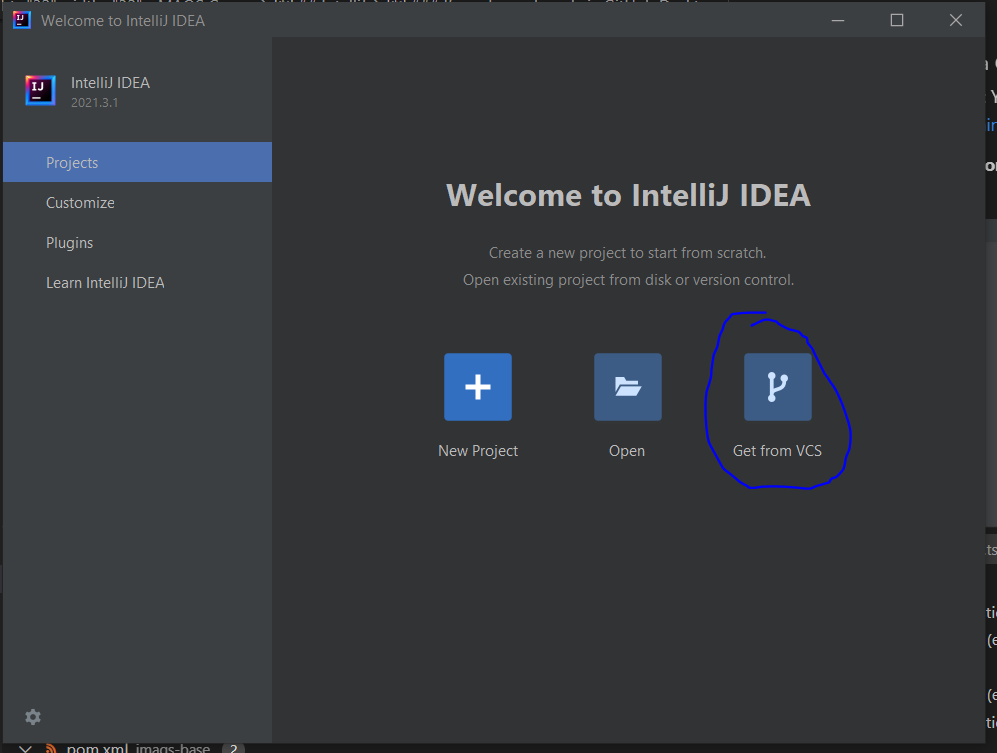 Welcome to IntelliJ IDEA
IJ
IntelliJ IDEA
2021.3.1
Projects
Customize
Plugins
Learn IntelliJ IDEA
Welcome to IntelliJ IDEA
Create a new project to start from scratch.
Open existing project from disk or version control.
New Project
Open
Get from VCS
pom.xml imaqs-base 2